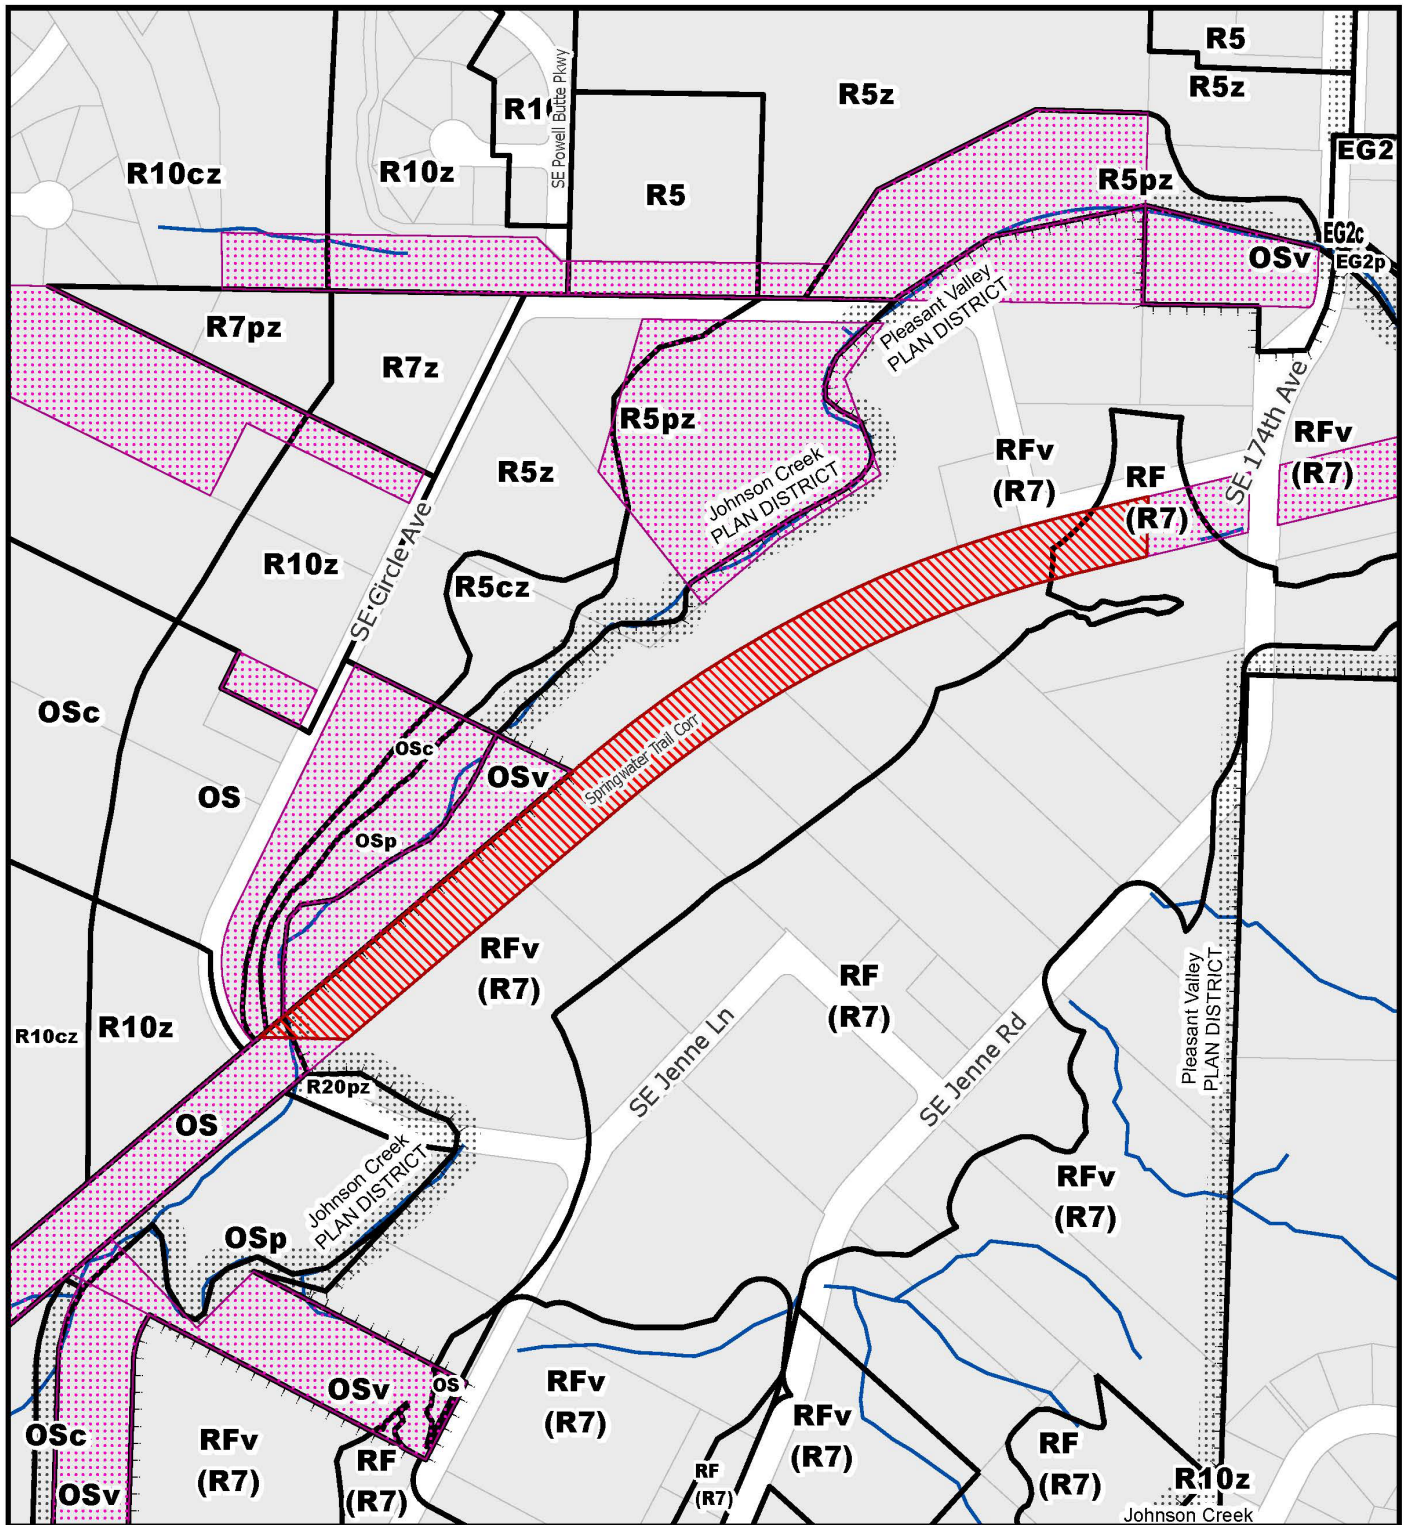 R5
R5z
R5z
R10
SE Powell Butte Pkwy
EG2
R10cz
R10z
R5
R5pz
EG2c
EG2p
OSv
R7pz
R7z
Pleasant Valley
PLAN DISTRICT
R5pz
R5z
SE 174th Ave
RFv
(R7)
RFv
(R7)
RF
(R7)
Johnson Creek
PLAN DISTRICT
SE Circle Ave
R10z
R5cz
OSc
OSc
OSv
Springwater Trail Corr
OS
OSp
RFv
(R7)
RF
(R7)
Pleasant Valley
PLAN DISTRICT
R10cz
R10z
SE Jenne Ln
SE Jenne Rd
R20pz
OS
Johnson Creek
PLAN DISTRICT
RFv
(R7)
OSp
OSv
OS
RFv
(R7)
RFv
(R7)
OSc
RFv
(R7)
RF
(R7)
RF
(R7)
RF
(R7)
R10z
OSv
Johnson Creek